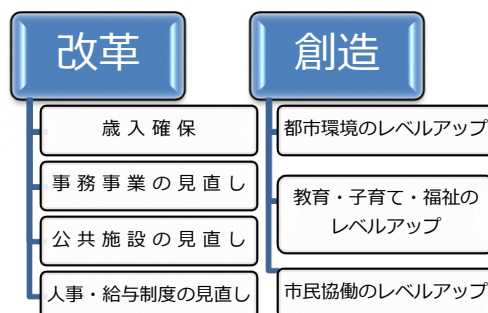 改革
歳入確保
事務事業の見直し
公共施設の見直し
人事・給与制度の見直し
創造
都市環境のレベルアップ
教育・子育て・福祉の
レベルアップ
市民協働のレベルアップ